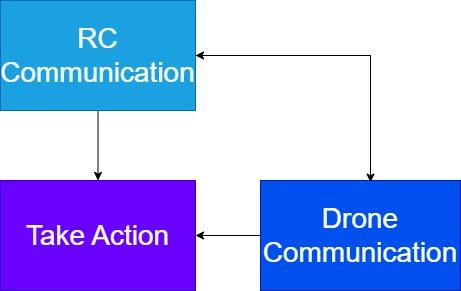 RC
Communication
Take Action
Drone
Communication